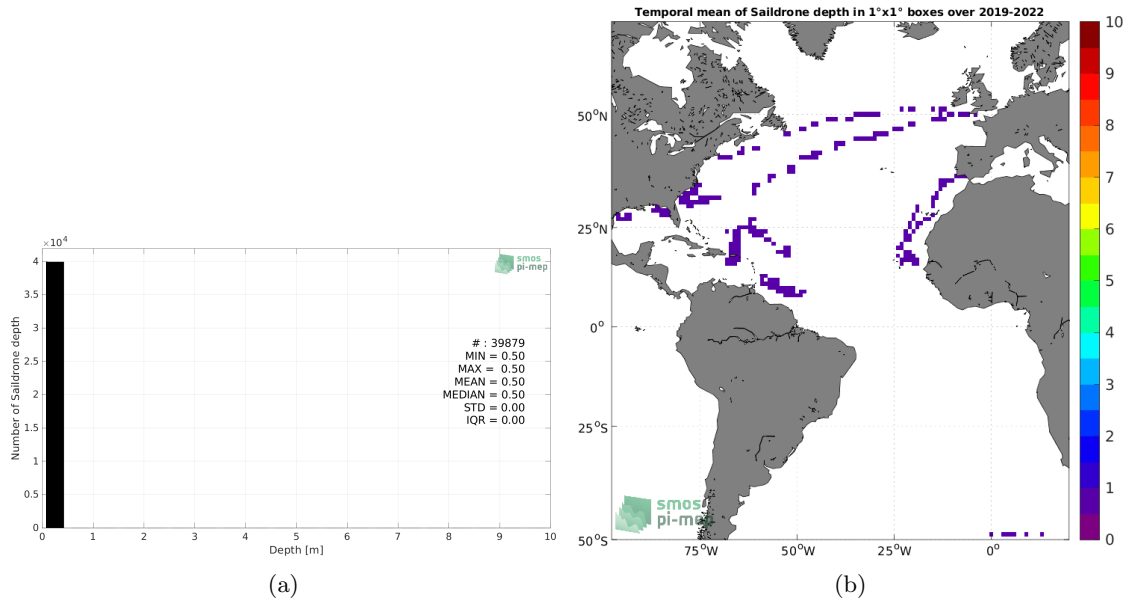 ×10⁴
4
3.5
3
2.5
2
1.5
1
0.5
0
Number of Saildrone depth
smos
pi-mep
# : 39879
MIN = 0.50
MAX = 0.50
MEAN = 0.50
MEDIAN = 0.50
STD = 0.00
IQR = 0.00
0 1 2 3 4 5 6 7 8 9 10
Depth [m]
(a)
Temporal mean of Saildrone depth in 1°x1° boxes over 2019-2022
50°N
25°N
0°
25°S
50°S
75°W 50°W 25°W 0°
smos
pi-mep
10
9
8
7
6
5
4
3
2
1
0
(b)